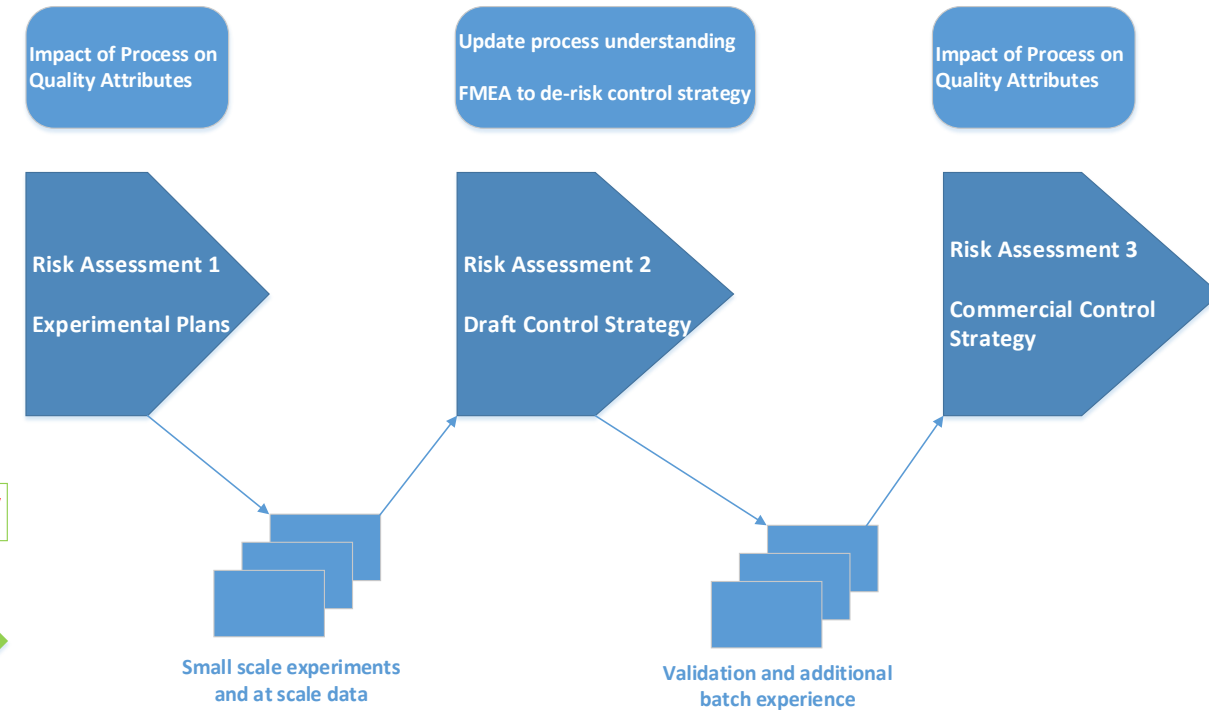 Impact of Process on
Quality Attributes
Update process understanding
FMEA to de-risk control strategy
Impact of Process on
Quality Attributes
Risk Assessment 1
Experimental Plans
Risk Assessment 2
Draft Control Strategy
Risk Assessment 3
Commercial Control
Strategy
Small scale experiments
and at scale data
Validation and additional
batch experience